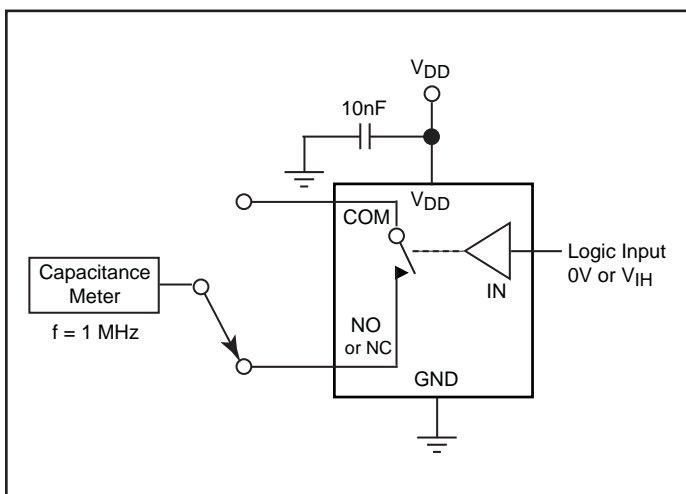 VDD
10nF
VDD
COM
Capacitance
Meter
f = 1 MHz
Logic Input
0V or VIH
IN
NO
or NC
GND